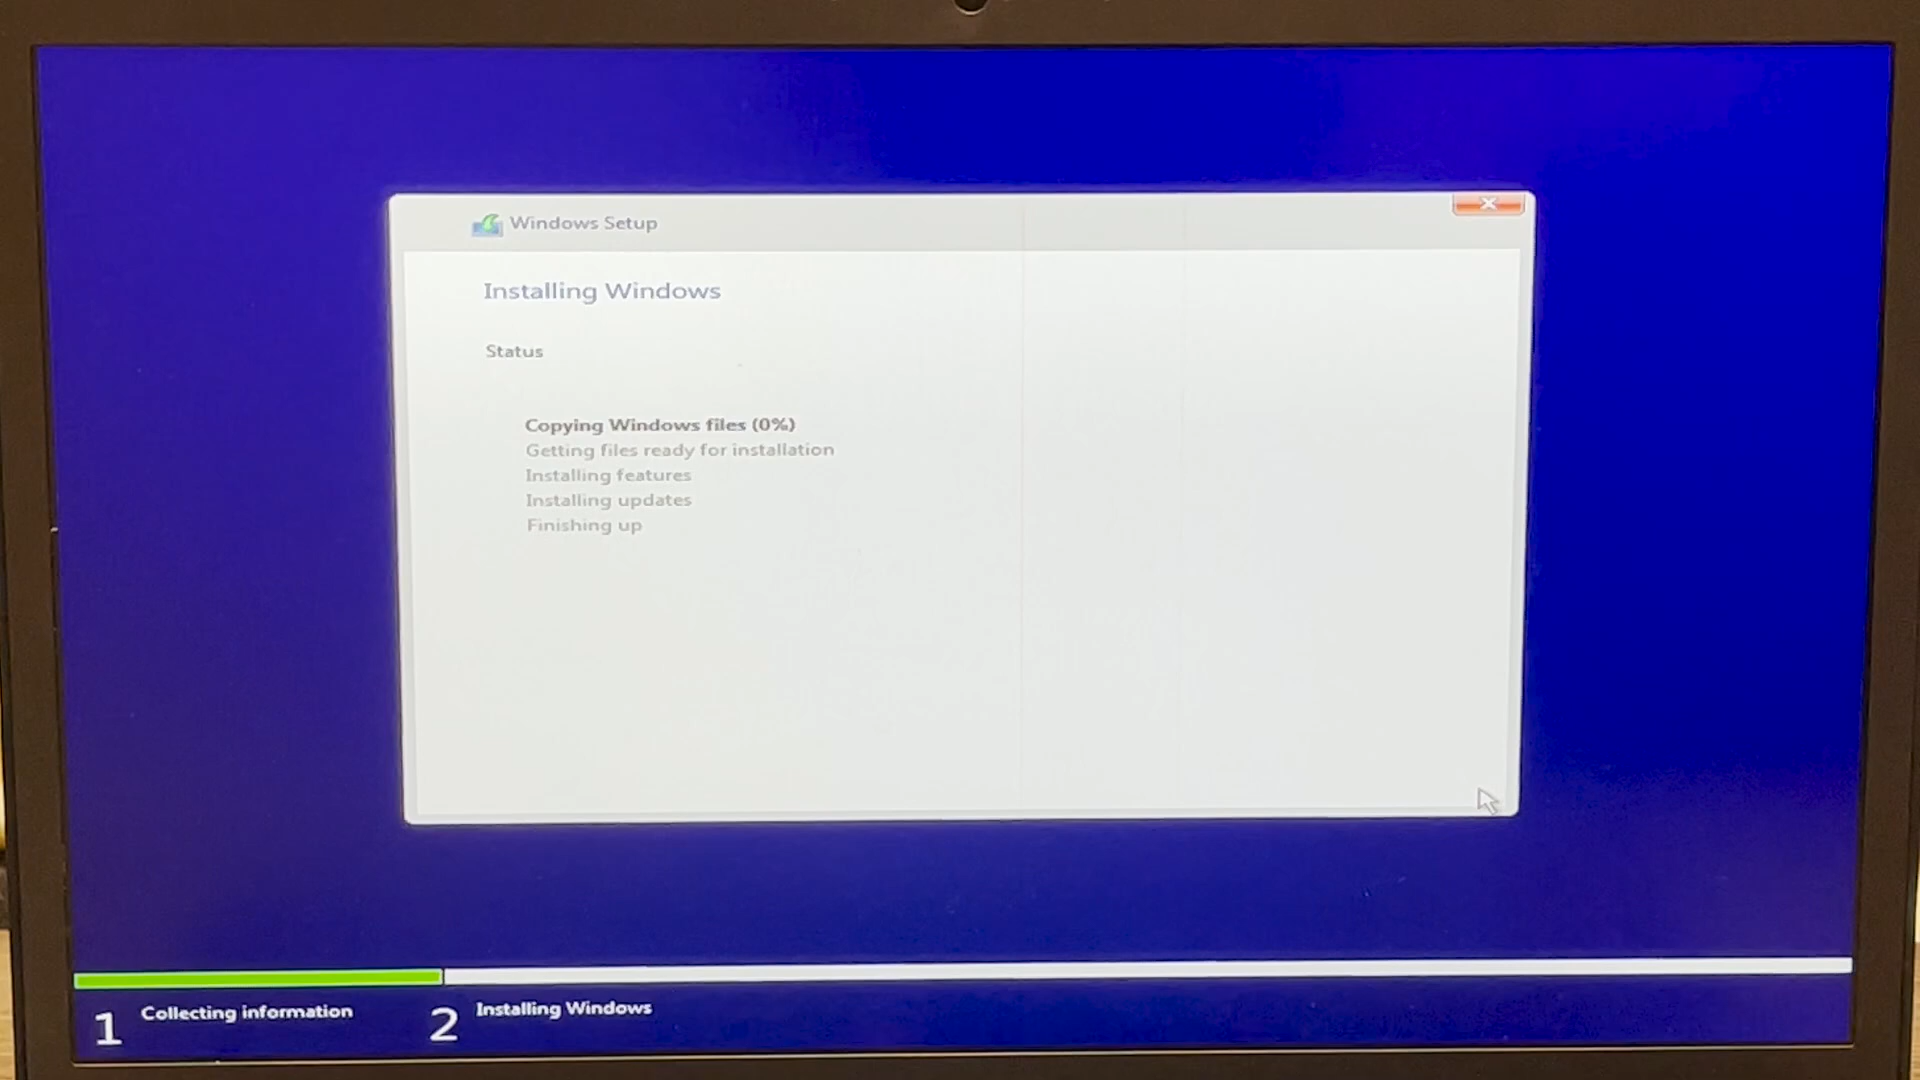 Windows Setup
Installing Windows
Status
Copying Windows files (0%)
Getting files ready for installation
Installing features
Installing updates
Finishing up
1 Collecting information
2 Installing Windows